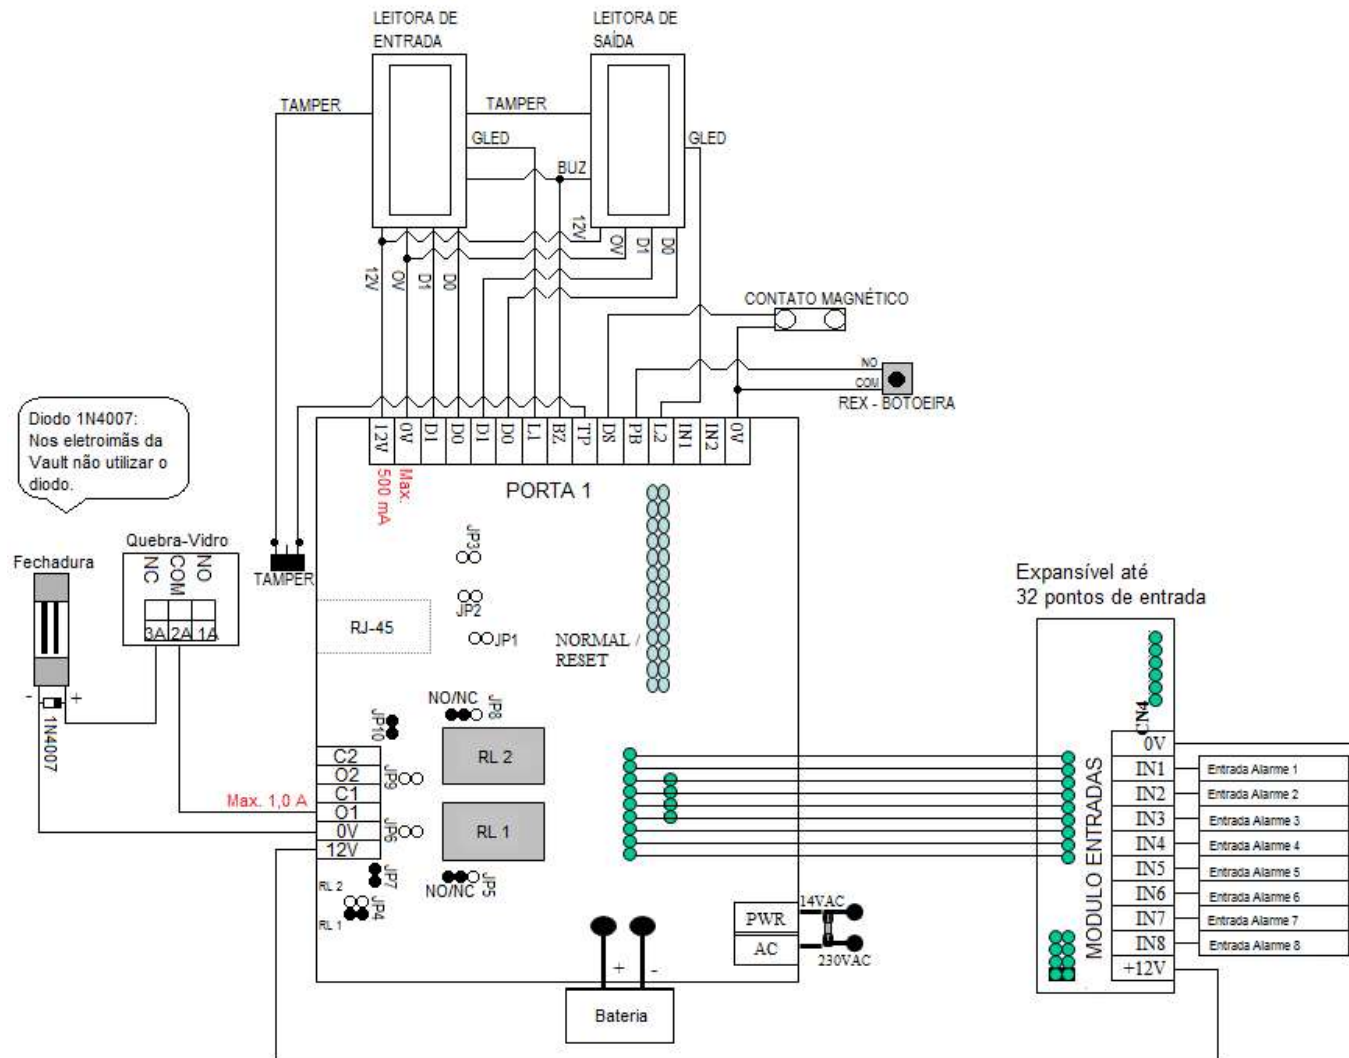 LEITORA DE
ENTRADA
LEITORA DE
SAÍDA
TAMPER
TAMPER
GLED
GLED
BUZ
12V
0V
D1
D0
12V
0V
D1
D0
CONTATO MAGNÉTICO
NO
COM
REX - BOTOEIRA
Diodo 1N4007:
Nos eletroimãs da
Vault não utilizar o
diodo.
12V
0V
D1
D0
D1
D0
L1
BZ
TP
DS
PB
L2
IN1
IN2
0V
Max.
500 mA
PORTA 1
Quebra-Vidro
NC
COM
NO
3A
2A
1A
Fechadura
-
+
1N4007
TAMPER
JP3
JP2
JP1
RJ-45
NORMAL /
RESET
Expansível até
32 pontos de entrada
NO/NC
JP8
JP10
RL 2
C2
O2
C1
O1
0V
12V
JP9
Max. 1,0 A
JP6
RL 1
JP7
RL 2
JP4
RL 1
NO/NC
JP5
PWR
AC
14VAC
230VAC
+
-
Bateria
CN4
MODULO ENTRADAS
0V
IN1
Entrada Alarme 1
IN2
Entrada Alarme 2
IN3
Entrada Alarme 3
IN4
Entrada Alarme 4
IN5
Entrada Alarme 5
IN6
Entrada Alarme 6
IN7
Entrada Alarme 7
IN8
Entrada Alarme 8
+12V